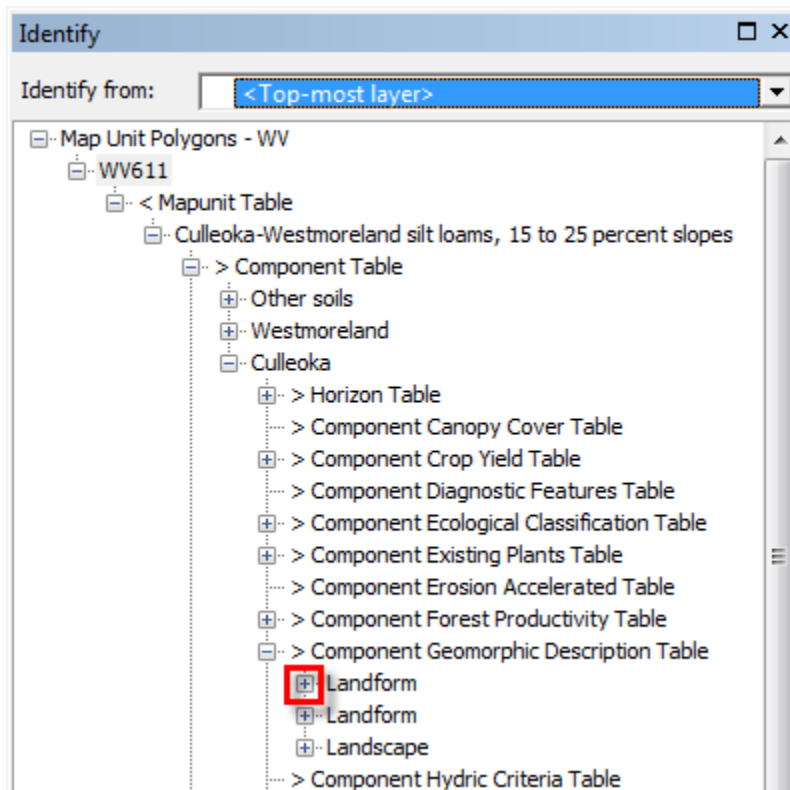 Identify
Identify from: <Top-most layer>
Map Unit Polygons - WV
WV611
< Mapunit Table
Culleoka-Westmoreland silt loams, 15 to 25 percent slopes
> Component Table
Other soils
Westmoreland
Culleoka
> Horizon Table
> Component Canopy Cover Table
> Component Crop Yield Table
> Component Diagnostic Features Table
> Component Ecological Classification Table
> Component Existing Plants Table
> Component Erosion Accelerated Table
> Component Forest Productivity Table
> Component Geomorphic Description Table
Landform
Landform
Landscape
> Component Hydric Criteria Table